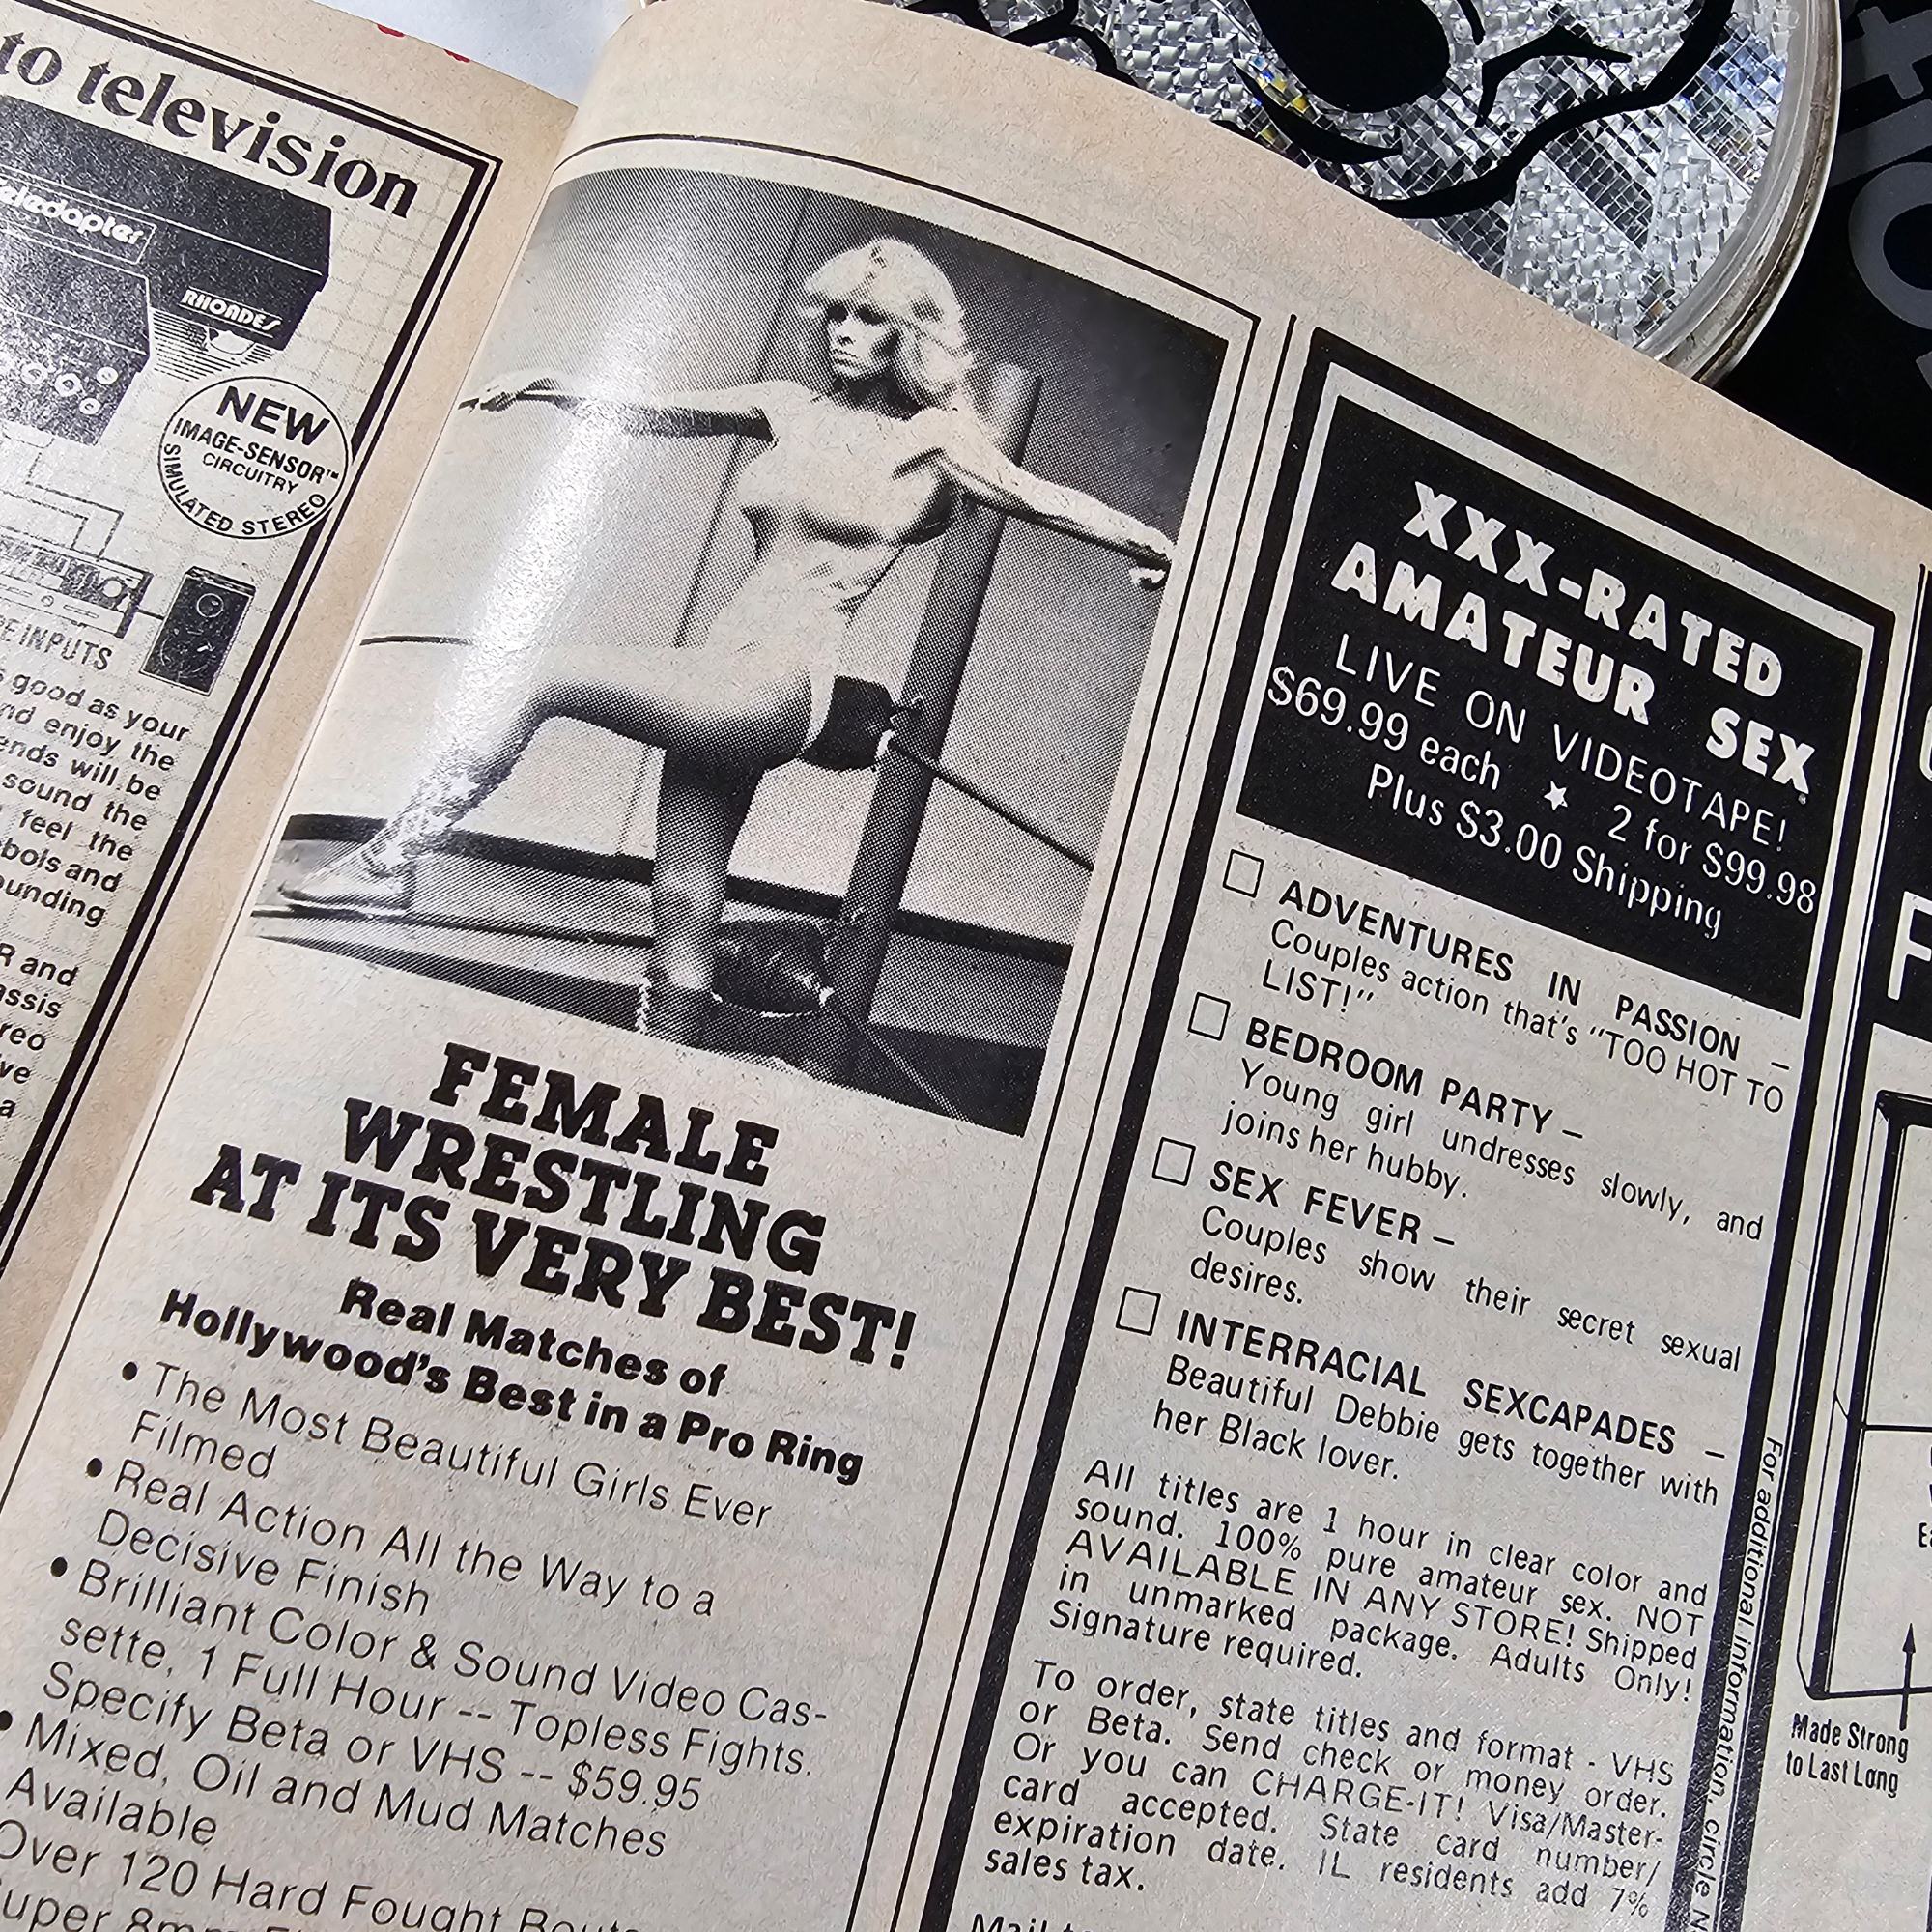 to television
RHOADES
NEW
IMAGE-SENSOR™
CIRCUITRY
SIMULATED STEREO
INPUTS
good as your
enjoy the
will be
sound the
feel the
and
R and
a
FEMALE
WRESTLING
AT ITS VERY BEST!
Real Matches of
Hollywood's Best in a Pro Ring
• The Most Beautiful Girls Ever
Filmed
• Real Action All the Way to a
Decisive Finish
• Brilliant Color & Sound Video Cas-
sette, 1 Full Hour -- Topless Fights.
Specify Beta or VHS -- $59.95
• Mixed, Oil and Mud Matches
Available
Over 120 Hard Fought Bouts
XXX-RATED
AMATEUR SEX
LIVE ON VIDEOTAPE!
$69.99 each ★ 2 for $99.98
Plus $3.00 Shipping
☐ ADVENTURES IN PASSION –
Couples action that's "TOO HOT TO
LIST!"
☐ BEDROOM PARTY –
Young girl undresses slowly, and
joins her hubby.
☐ SEX FEVER –
Couples show their secret sexual
desires.
☐ INTERRACIAL SEXCAPADES –
Beautiful Debbie gets together with
her Black lover.
All titles are 1 hour in clear color and
sound. 100% pure amateur sex. NOT
AVAILABLE IN ANY STORE! Shipped
in unmarked package. Adults Only!
Signature required.
To order, state titles and format - VHS
or Beta. Send check or money order.
Or you can CHARGE-IT! Visa/Master-
card accepted. State card number/
expiration date. IL residents add 7%
sales tax.
Mail to
For additional information, circle
Made Strong
to Last Long